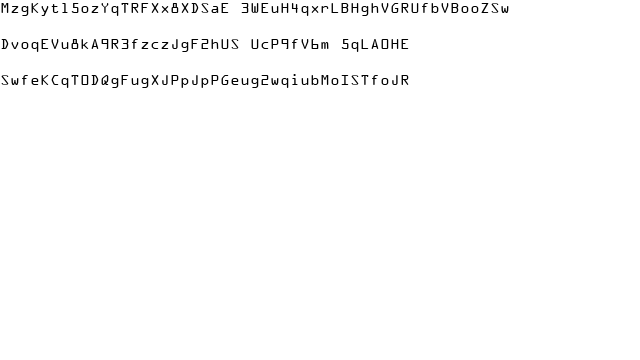 MzgKytl5ozYqTRFXx8XDSaE 3WEuH4qxrLBHghVGRUfbVBooZSw
DvoqEVu8kA9R3fzczJgF2hUS UcP9fV6m 5qLAOHE
SwfeKCqTODQgFugXJPpJpPGeug2wqiubMoISTfoJR